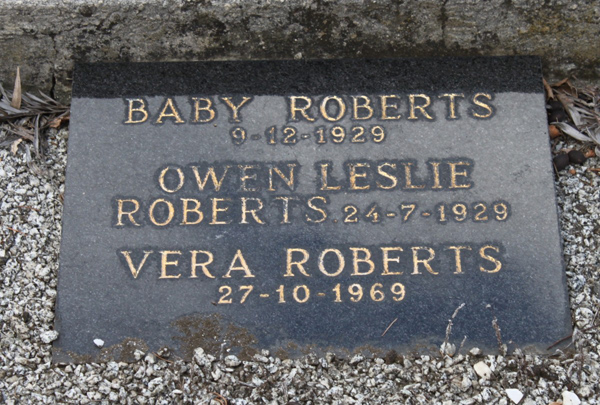 BABY ROBERTS
9-12-1929
OWEN LESLIE
ROBERTS. 24-7-1929
VERA ROBERTS
27-10-1969